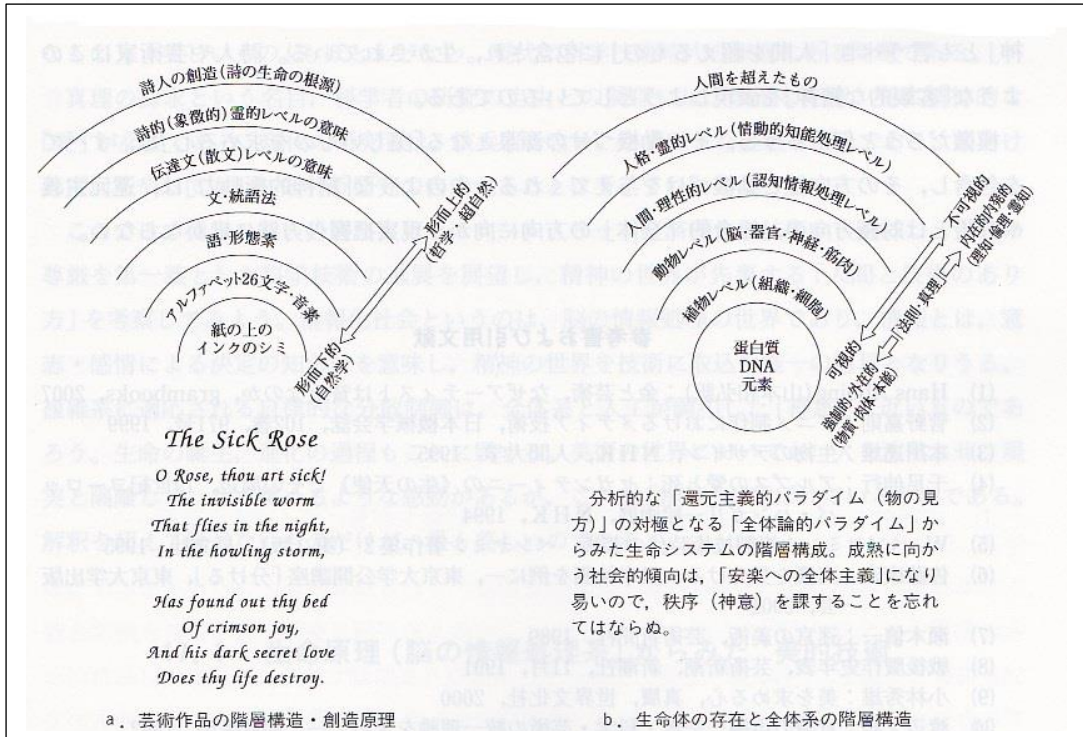 詩人の創造(詩の生命の根源)
詩的(象徴的)霊的レベルの意味
伝達文(散文)レベルの意味
文・統語法
語・形態素
アルファベット26文字・音素
紙の上の
インクのシミ
形而上的
(哲学・超自然)
形而下的
(自然学)
The Sick Rose
O Rose, thou art sick!
The invisible worm
That flies in the night,
In the howling storm,
Has found out thy bed
Of crimson joy,
And his dark secret love
Does thy life destroy.
a．芸術作品の階層構造・創造原理
人間を超えたもの
人格・霊的レベル(情動的知能処理レベル)
人間・理性的レベル(認知情報処理レベル)
動物レベル(脳・器官・神経・筋肉)
植物レベル(組織・細胞)
蛋白質
DNA
元素
不可視的
内在的・内発的
(理知・倫理・霊知)
(法則・真理)
可視的
強制的・外在的
(物質・肉体・本能)
分析的な「還元主義的パラダイム（物の見
方）」の対極となる「全体論的パラダイム」か
らみた生命システムの階層構成。成熟に向か
う社会的傾向は，「安楽への全体主義」になり
易いので，秩序（神意）を課することを忘れ
てはならぬ。
b．生命体の存在と全体系の階層構造